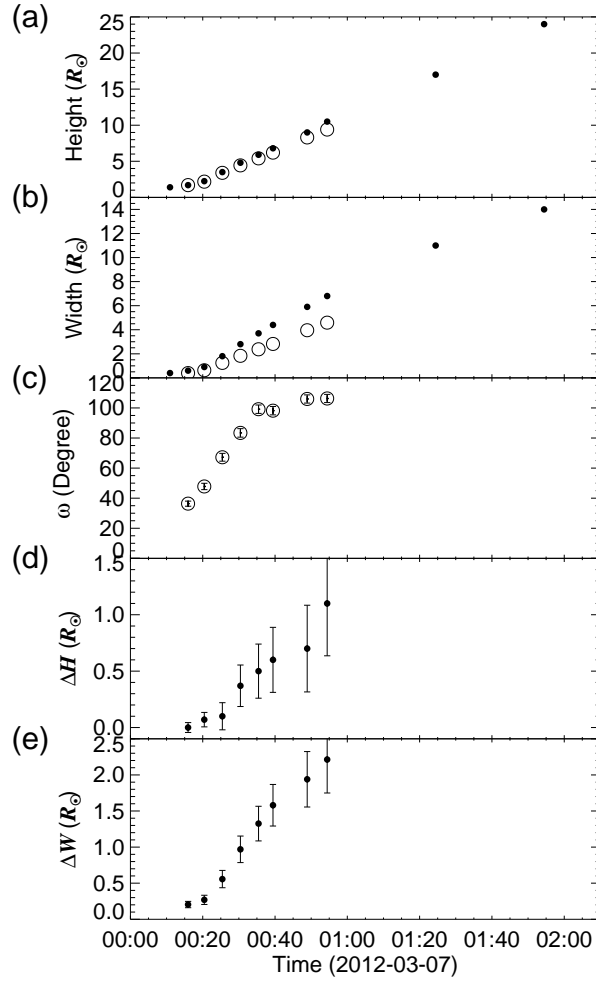 (a)
25
20
15
10
5
0
Height (R☉)
(b)
14
12
10
8
6
4
2
0
Width (R☉)
(c)
120
100
80
60
40
20
0
ω (Degree)
(d)
1.5
1.0
0.5
0.0
ΔH (R☉)
(e)
2.5
2.0
1.5
1.0
0.5
0.0
ΔW (R☉)
00:00 00:20 00:40 01:00 01:20 01:40 02:00
Time (2012-03-07)